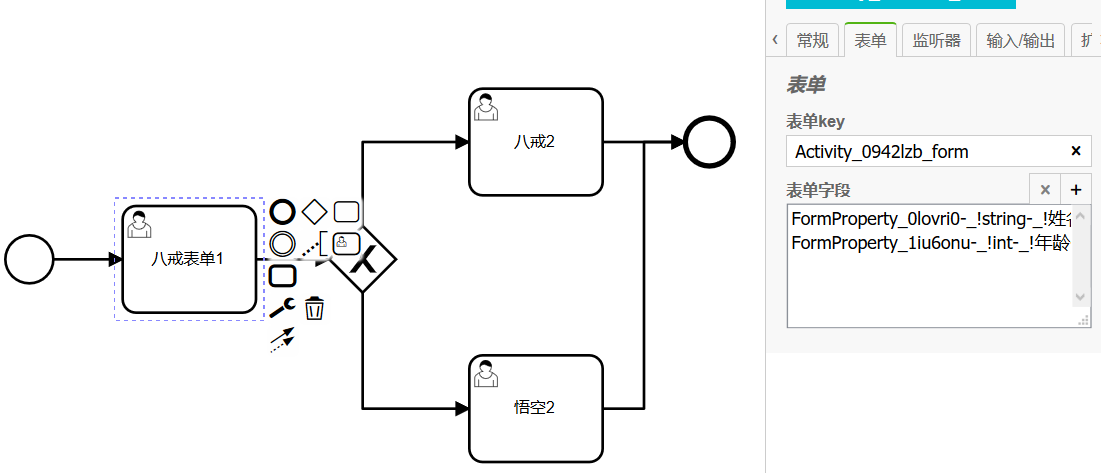 常规
表单
监听器
输入/输出
表单
表单key
Activity_0942lzb_form
表单字段
FormProperty_0lovri0-_!string-_!姓
FormProperty_1iu6onu-_!int-_!年龄
八戒表单1
八戒2
悟空2